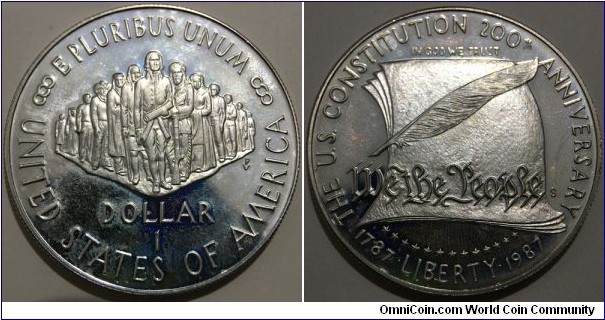 E PLURIBUS UNUM
UNITED STATES OF AMERICA
DOLLAR
1
THE U.S. CONSTITUTION 200TH ANNIVERSARY
IN GOD WE TRUST
We the People
S
1787 · LIBERTY · 1987
OmniCoin.com World Coin Community